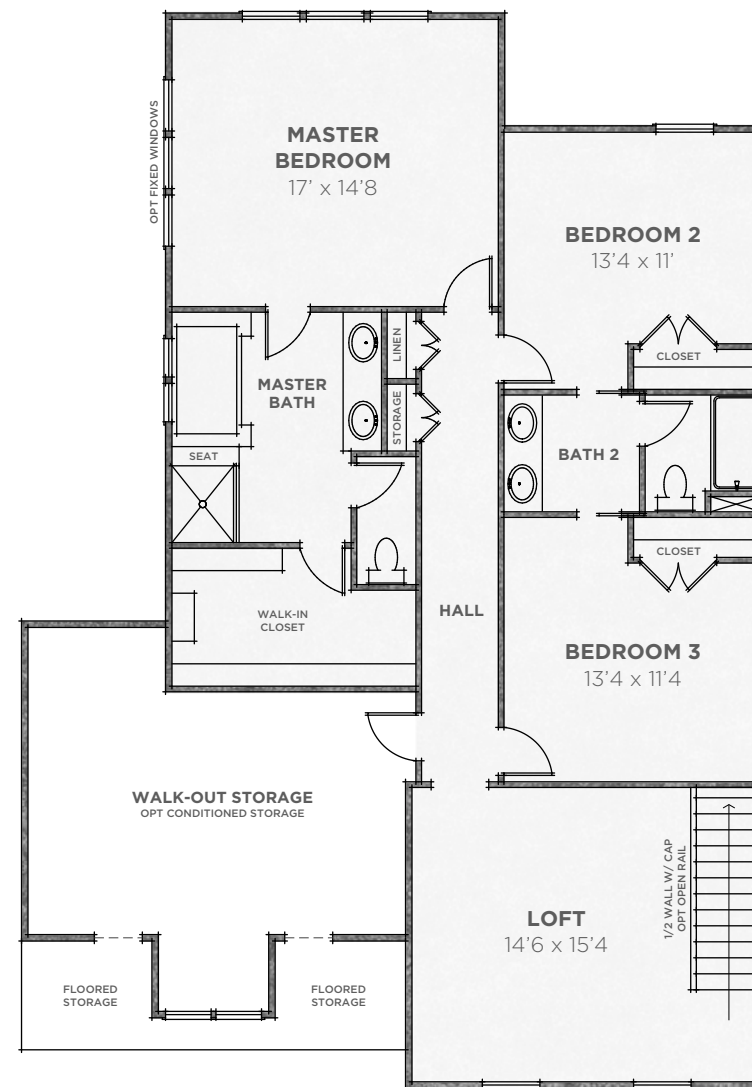 MASTER
BEDROOM
17’ x 14’8
OPT FIXED WINDOWS
BEDROOM 2
13’4 x 11’
CLOSET
LINEN
MASTER
BATH
STORAGE
BATH 2
SEAT
CLOSET
WALK-IN
CLOSET
HALL
BEDROOM 3
13’4 x 11’4
WALK-OUT STORAGE
OPT CONDITIONED STORAGE
1/2 WALL W/ CAP
OPT OPEN RAIL
LOFT
14’6 x 15’4
FLOORED
STORAGE
FLOORED
STORAGE